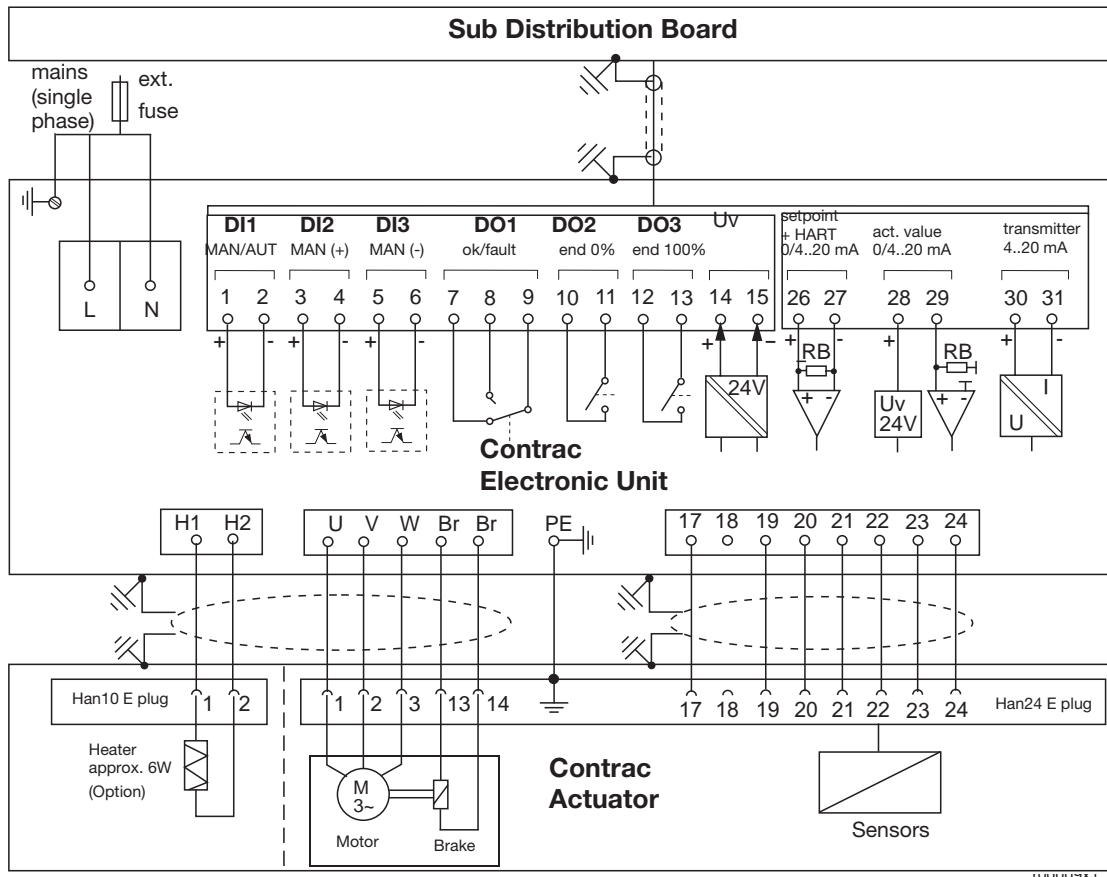 Sub Distribution Board
mains
(single
phase)
ext.
fuse
DI1 DI2 DI3 DO1 DO2 DO3 Uv
MAN/AUT MAN (+) MAN (-) ok/fault end 0% end 100%
setpoint
+ HART
0/4..20 mA
act. value
0/4..20 mA
transmitter
4..20 mA
1 2 3 4 5 6 7 8 9 10 11 12 13 14 15 26 27 28 29 30 31
L N
+ - + - + - + - + - + - + -
RB RB
24V
+ - + -
Uv
24V
I
U
Contrac
Electronic Unit
H1 H2 U V W Br Br PE 17 18 19 20 21 22 23 24
Han10 E plug 1 2 1 2 3 13 14 17 18 19 20 21 22 23 24 Han24 E plug
Heater
approx. 6W
(Option)
M
3~
Motor Brake
Contrac
Actuator
Sensors